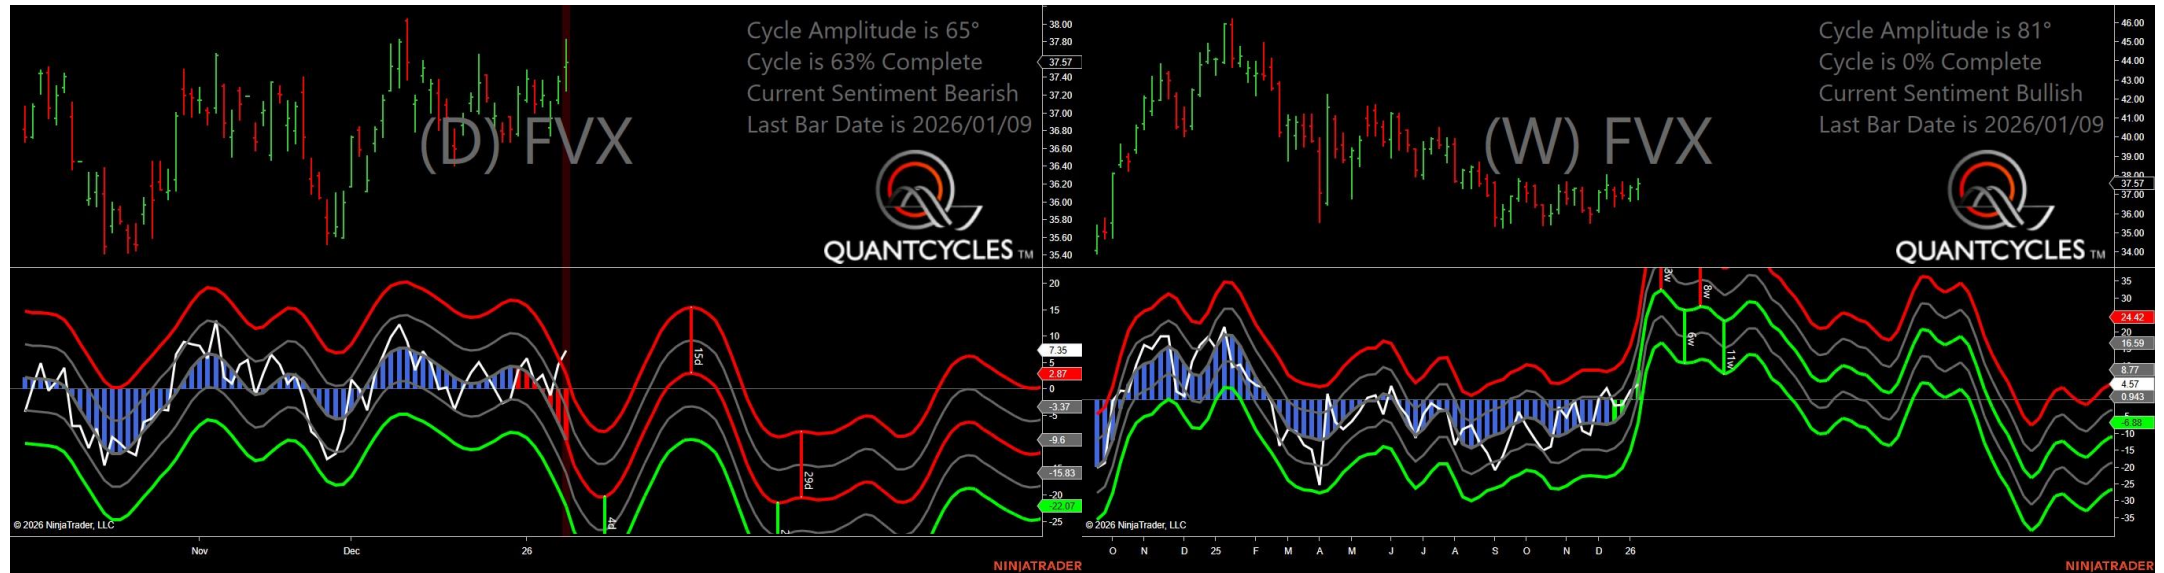 Cycle Amplitude is 65°
Cycle is 63% Complete
Current Sentiment Bearish
Last Bar Date is 2026/01/09
(D) FVX
QUANTCYCLES TM
38.00
37.80
37.57
37.40
37.20
37.00
36.80
36.60
36.40
36.20
36.00
35.80
35.60
35.40
20
15
10
7.35
5
2.87
0
-3.37
-5
-9.6
-15.83
-20
-22.07
-25
15d
29d
4d
© 2026 NinjaTrader, LLC
Nov
Dec
26
NINJATRADER
Cycle Amplitude is 81°
Cycle is 0% Complete
Current Sentiment Bullish
Last Bar Date is 2026/01/09
(W) FVX
QUANTCYCLES TM
46.00
45.00
44.00
43.00
42.00
41.00
40.00
39.00
38.00
37.57
37.00
36.00
35.00
34.00
35
30
24.42
20
16.59
8.77
4.57
0.943
-6.88
-10
-15
-20
-25
-30
-35
8w
8w
6w
11w
© 2026 NinjaTrader, LLC
O N D 25 F M A M J J A S O N D 26
NINJATRADER